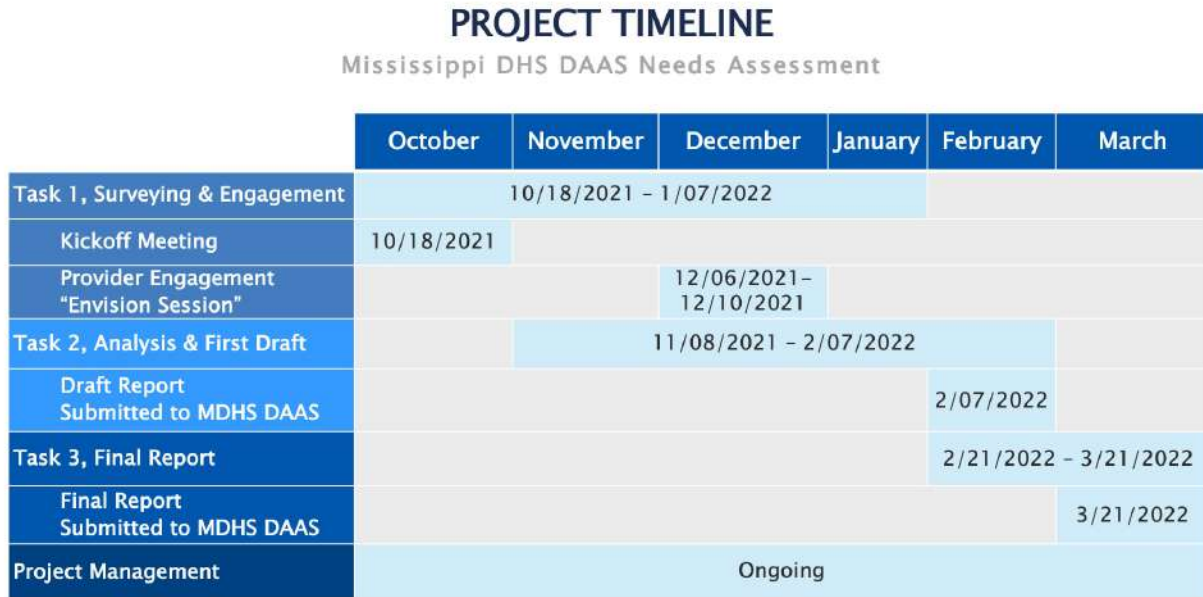 PROJECT TIMELINE
Mississippi DHS DAAS Needs Assessment
October November December January February March
Task 1, Surveying & Engagement 10/18/2021 – 1/07/2022
Kickoff Meeting 10/18/2021
Provider Engagement
“Envision Session”
12/06/2021–
12/10/2021
Task 2, Analysis & First Draft 11/08/2021 – 2/07/2022
Draft Report
Submitted to MDHS DAAS
2/07/2022
Task 3, Final Report 2/21/2022 – 3/21/2022
Final Report
Submitted to MDHS DAAS
3/21/2022
Project Management Ongoing